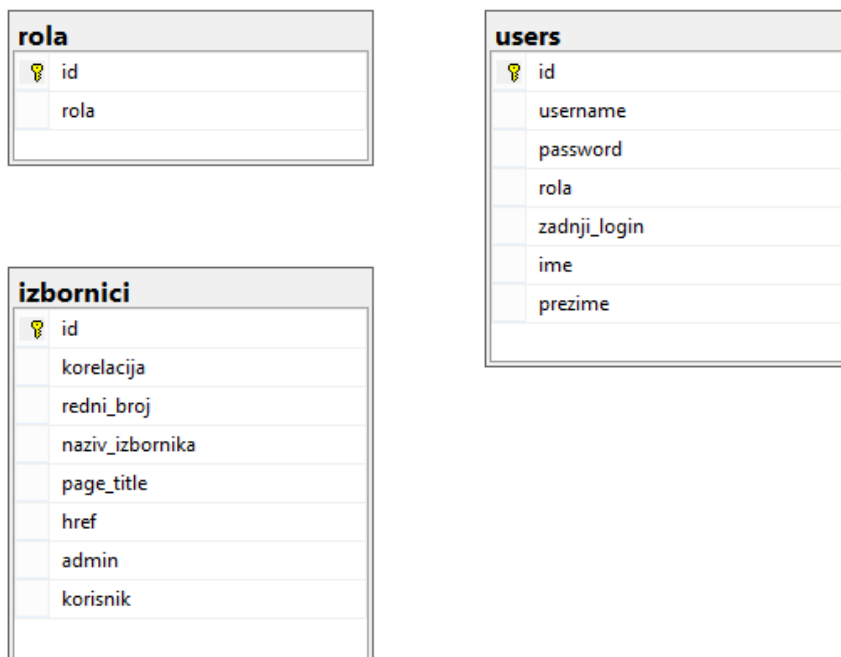 rola
id
rola
users
id
username
password
rola
zadnji_login
ime
prezime
izbornici
id
korelacija
redni_broj
naziv_izbornika
page_title
href
admin
korisnik